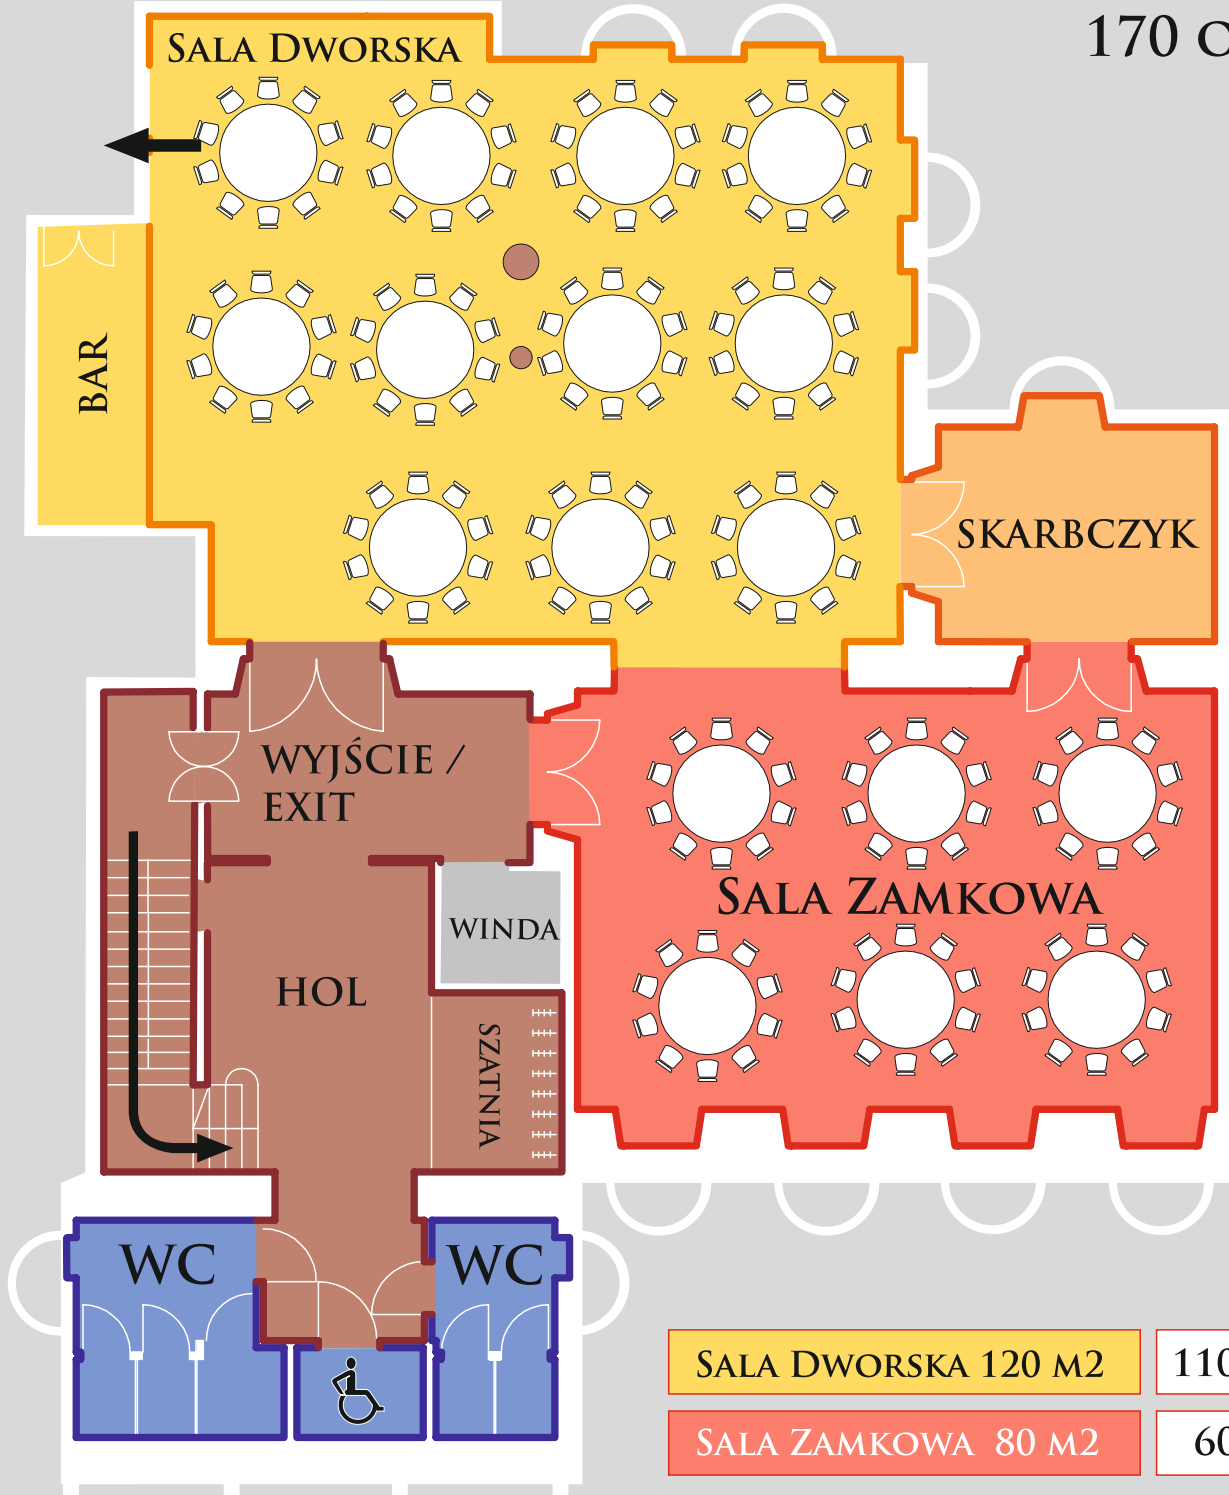 170 o
Sala Dworska
BAR
SKARBCZYK
WYJŚCIE /
EXIT
Sala Zamkowa
WINDA
HOL
SZATNIA
WC
WC
Sala Dworska 120 m2
110
Sala Zamkowa 80 m2
60